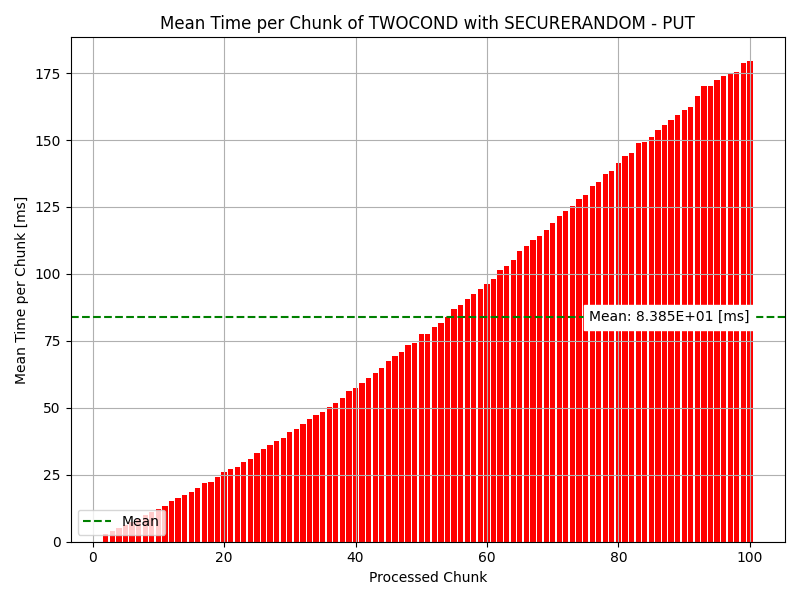 Mean Time per Chunk of TWOCOND with SECURERANDOM - PUT
Mean Time per Chunk [ms]
175
150
125
100
75
50
25
0
Mean: 8.385E+01 [ms]
Mean
0 20 40 60 80 100
Processed Chunk